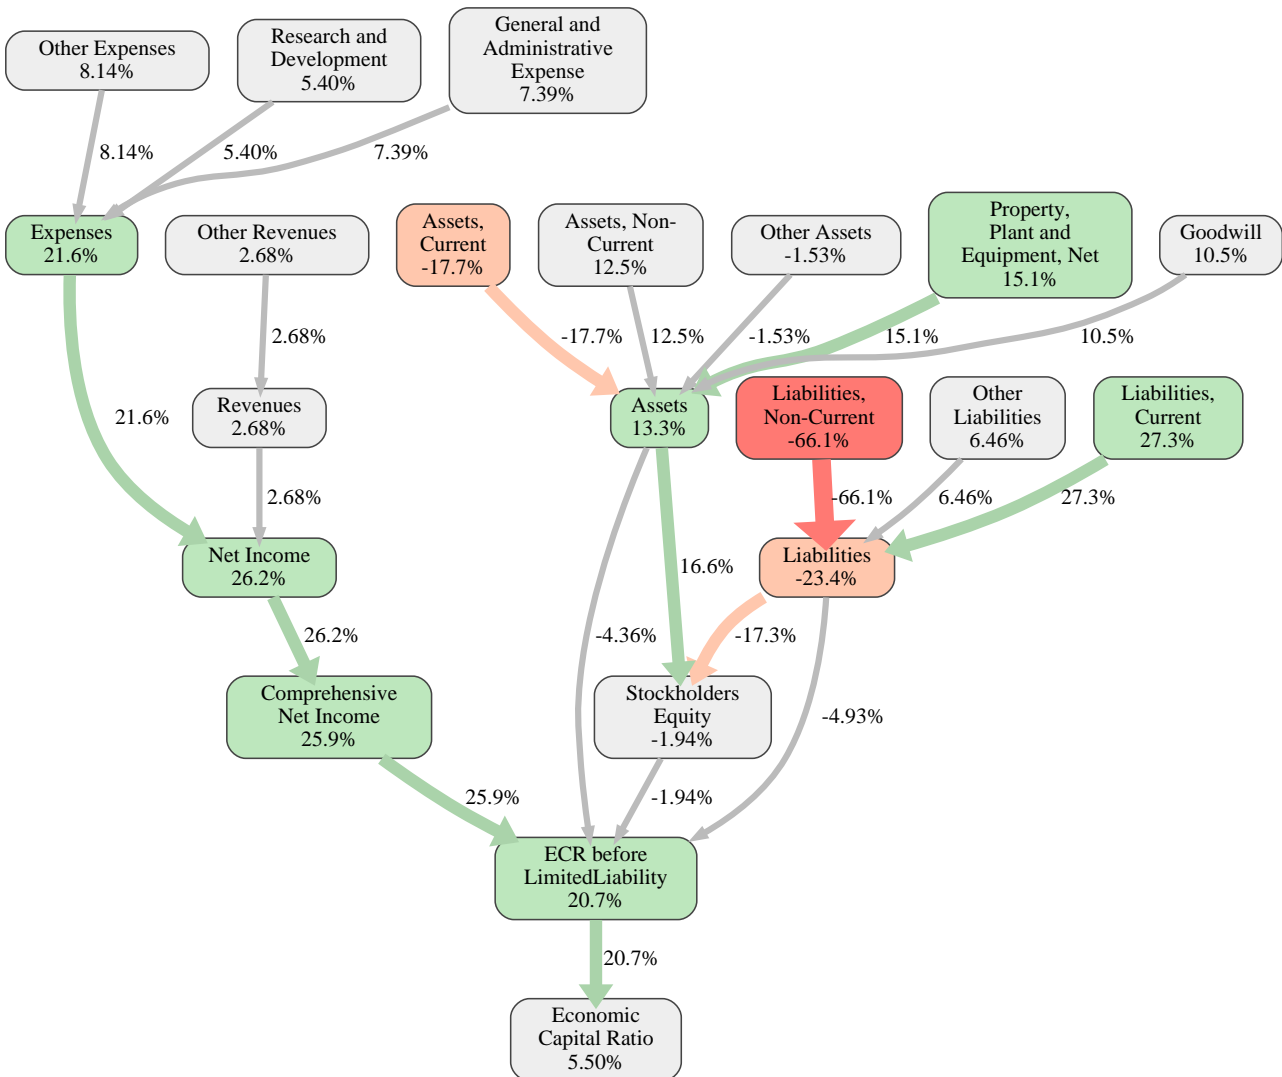 Other Expenses
8.14%
Research and
Development
5.40%
General and
Administrative
Expense
7.39%
8.14%
5.40%
7.39%
Expenses
21.6%
Other Revenues
2.68%
Assets,
Current
-17.7%
Assets, Non-
Current
12.5%
Other Assets
-1.53%
Property,
Plant and
Equipment, Net
15.1%
Goodwill
10.5%
2.68%
-17.7%
12.5%
-1.53%
15.1%
10.5%
21.6%
Revenues
2.68%
Assets
13.3%
Liabilities,
Non-Current
-66.1%
Other
Liabilities
6.46%
Liabilities,
Current
27.3%
2.68%
-66.1%
6.46%
27.3%
Net Income
26.2%
16.6%
Liabilities
-23.4%
26.2%
-4.36%
-17.3%
Comprehensive
Net Income
25.9%
Stockholders
Equity
-1.94%
-4.93%
25.9%
-1.94%
ECR before
LimitedLiability
20.7%
20.7%
Economic
Capital Ratio
5.50%